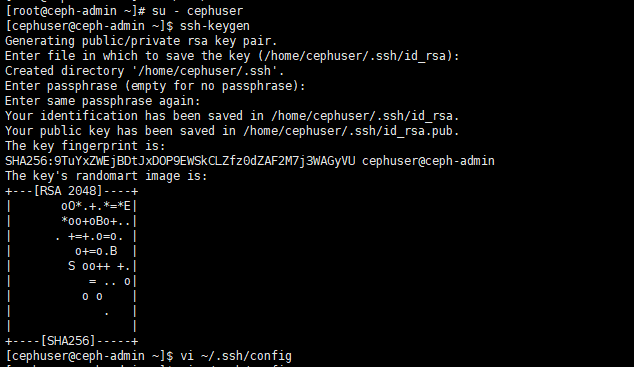 [root@ceph-admin ~]# su - cephuser
[cephuser@ceph-admin ~]$ ssh-keygen
Generating public/private rsa key pair.
Enter file in which to save the key (/home/cephuser/.ssh/id_rsa):
Created directory '/home/cephuser/.ssh'.
Enter passphrase (empty for no passphrase):
Enter same passphrase again:
Your identification has been saved in /home/cephuser/.ssh/id_rsa.
Your public key has been saved in /home/cephuser/.ssh/id_rsa.pub.
The key fingerprint is:
SHA256:9TuYxZWEjBDtJxDOP9EWSkCLZfz0dZAF2M7j3WAGyVU cephuser@ceph-admin
The key's randomart image is:
+---[RSA 2048]----+
|       oO*.+.*=*E|
|       *oo+oBo+..|
|      . +=+.o=o. |
|         o+=o.B  |
|        S oo++ +.|
|           = .. o|
|          o o    |
|             .   |
|                 |
+----[SHA256]-----+
[cephuser@ceph-admin ~]$ vi ~/.ssh/config